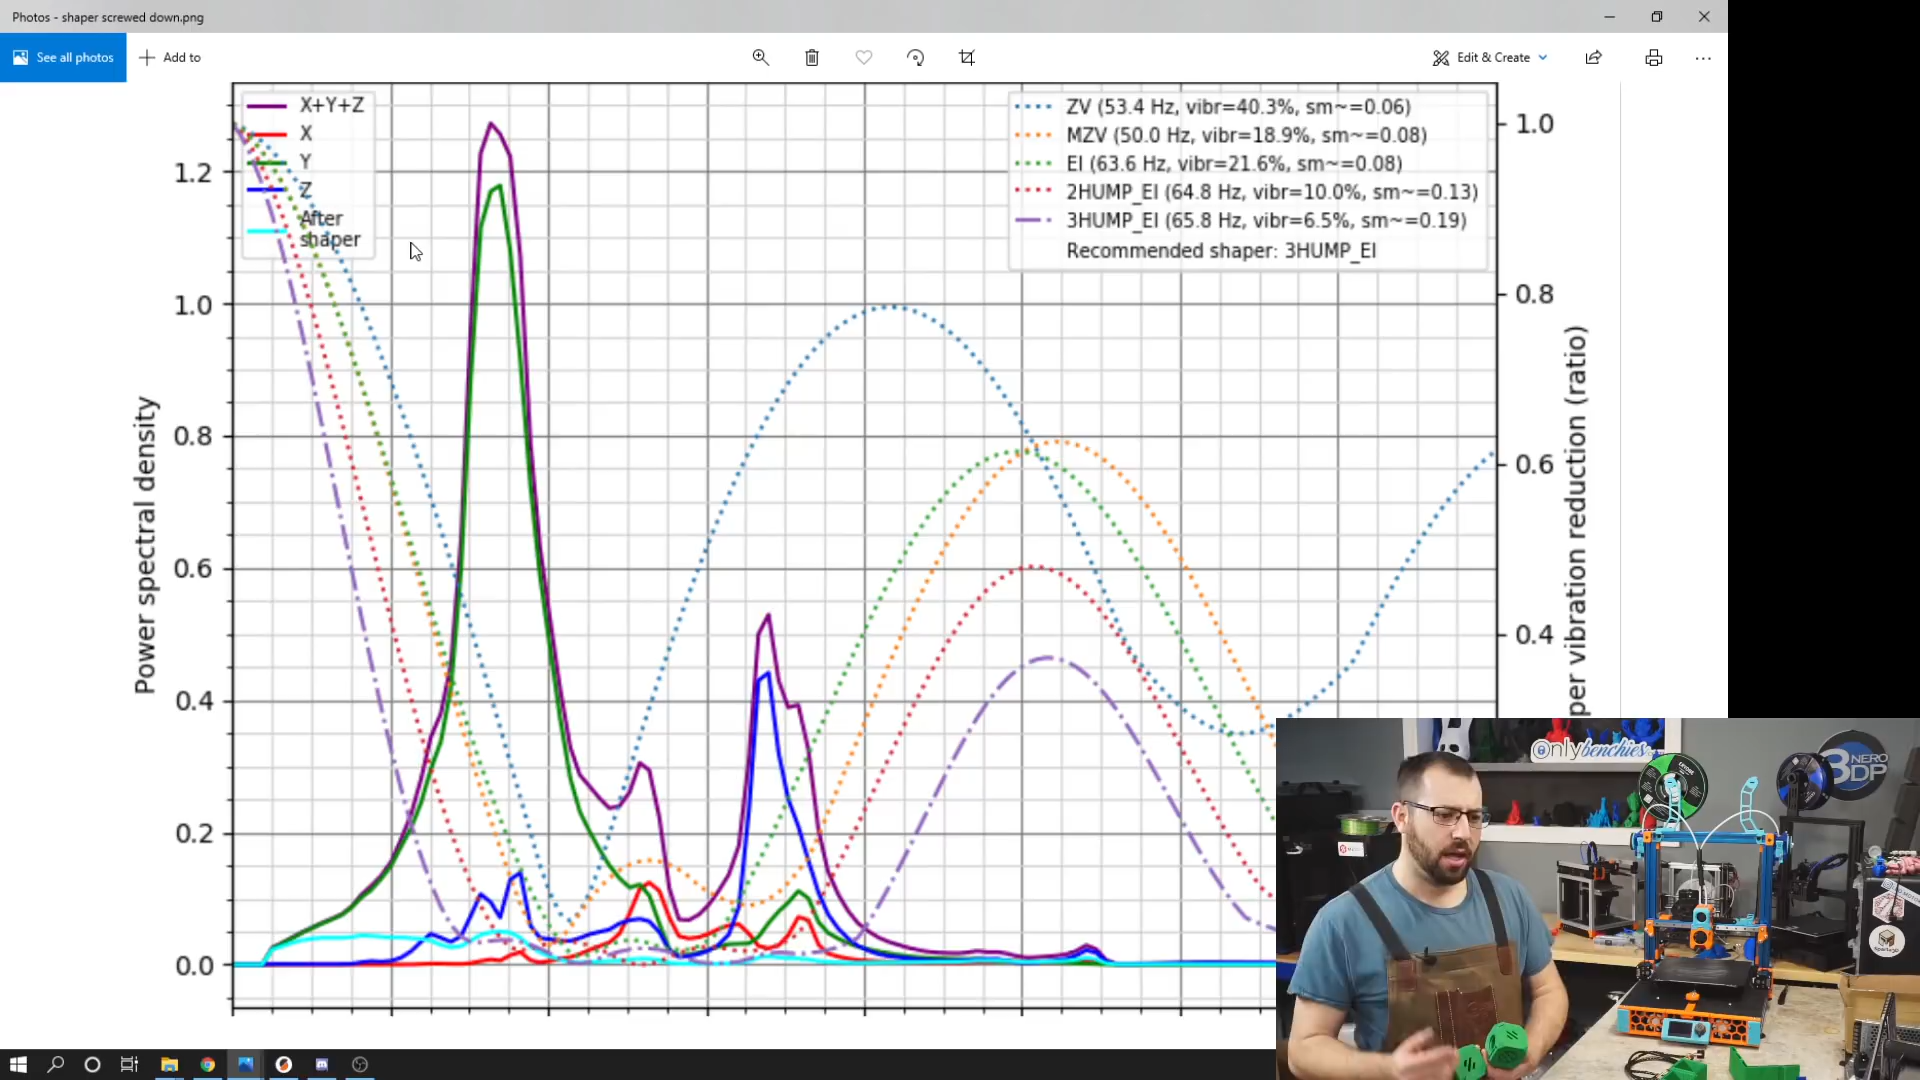 Photos - shaper screwed down.png
See all photos
Add to
Edit & Create
X+Y+Z
X
Y
Z
After
shaper
ZV (53.4 Hz, vibr=40.3%, sm~=0.06)
MZV (50.0 Hz, vibr=18.9%, sm~=0.08)
EI (63.6 Hz, vibr=21.6%, sm~=0.08)
2HUMP_EI (64.8 Hz, vibr=10.0%, sm~=0.13)
3HUMP_EI (65.8 Hz, vibr=6.5%, sm~=0.19)
Recommended shaper: 3HUMP_EI
1.2
1.0
0.8
0.6
0.4
0.2
0.0
Power spectral density
1.0
0.8
0.6
0.4
per vibration reduction (ratio)
Onlybenchies
3
NERO
DP